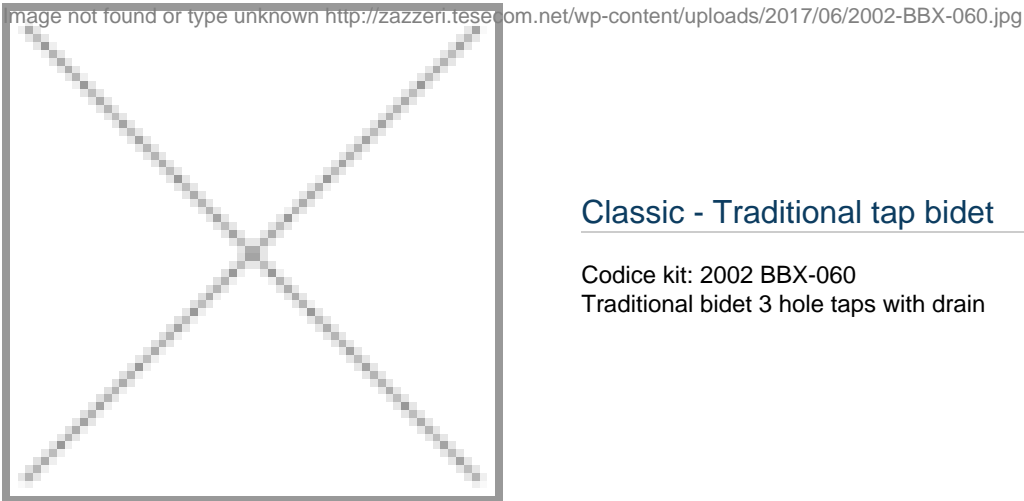 Image not found or type unknown http://zazzeri.tesecom.net/wp-content/uploads/2017/06/2002-BBX-060.jpg
Classic - Traditional tap bidet
Codice kit: 2002 BBX-060
Traditional bidet 3 hole taps with drain